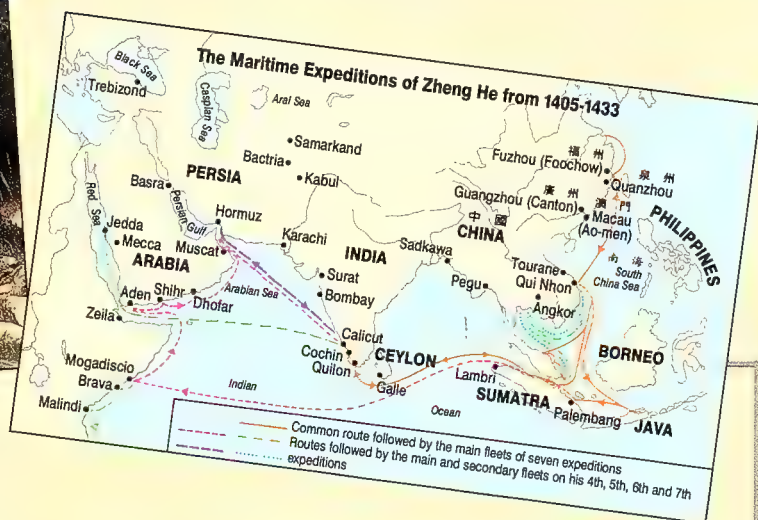 The Maritime Expeditions of Zheng He from 1405-1433
Black Sea
Trebizond
Caspian Sea
Aral Sea
Samarkand
Bactria
Kabul
PERSIA
Basra
Persian Gulf
Hormuz
Red Sea
Jedda
Mecca
Muscat
ARABIA
Karachi
INDIA
Surat
Bombay
Arabian Sea
Aden
Shihr
Dhofar
Zeila
Calicut
Cochin
Quilon
CEYLON
Galle
Mogadiscio
Brava
Malindi
Indian
Ocean
福 州
Fuzhou (Foochow)
泉 州
Quanzhou
廣 州
Guangzhou (Canton)
澳 門
Macau
(Ao-men)
中 國
CHINA
PHILIPPINES
Sadkawa
Pegu
Tourane
Qui Nhon
Angkor
南 海
South
China Sea
BORNEO
Lambri
SUMATRA
Palembang
JAVA
Common route followed by the main fleets of seven expeditions
Routes followed by the main and secondary fleets on his 4th, 5th, 6th and 7th
expeditions